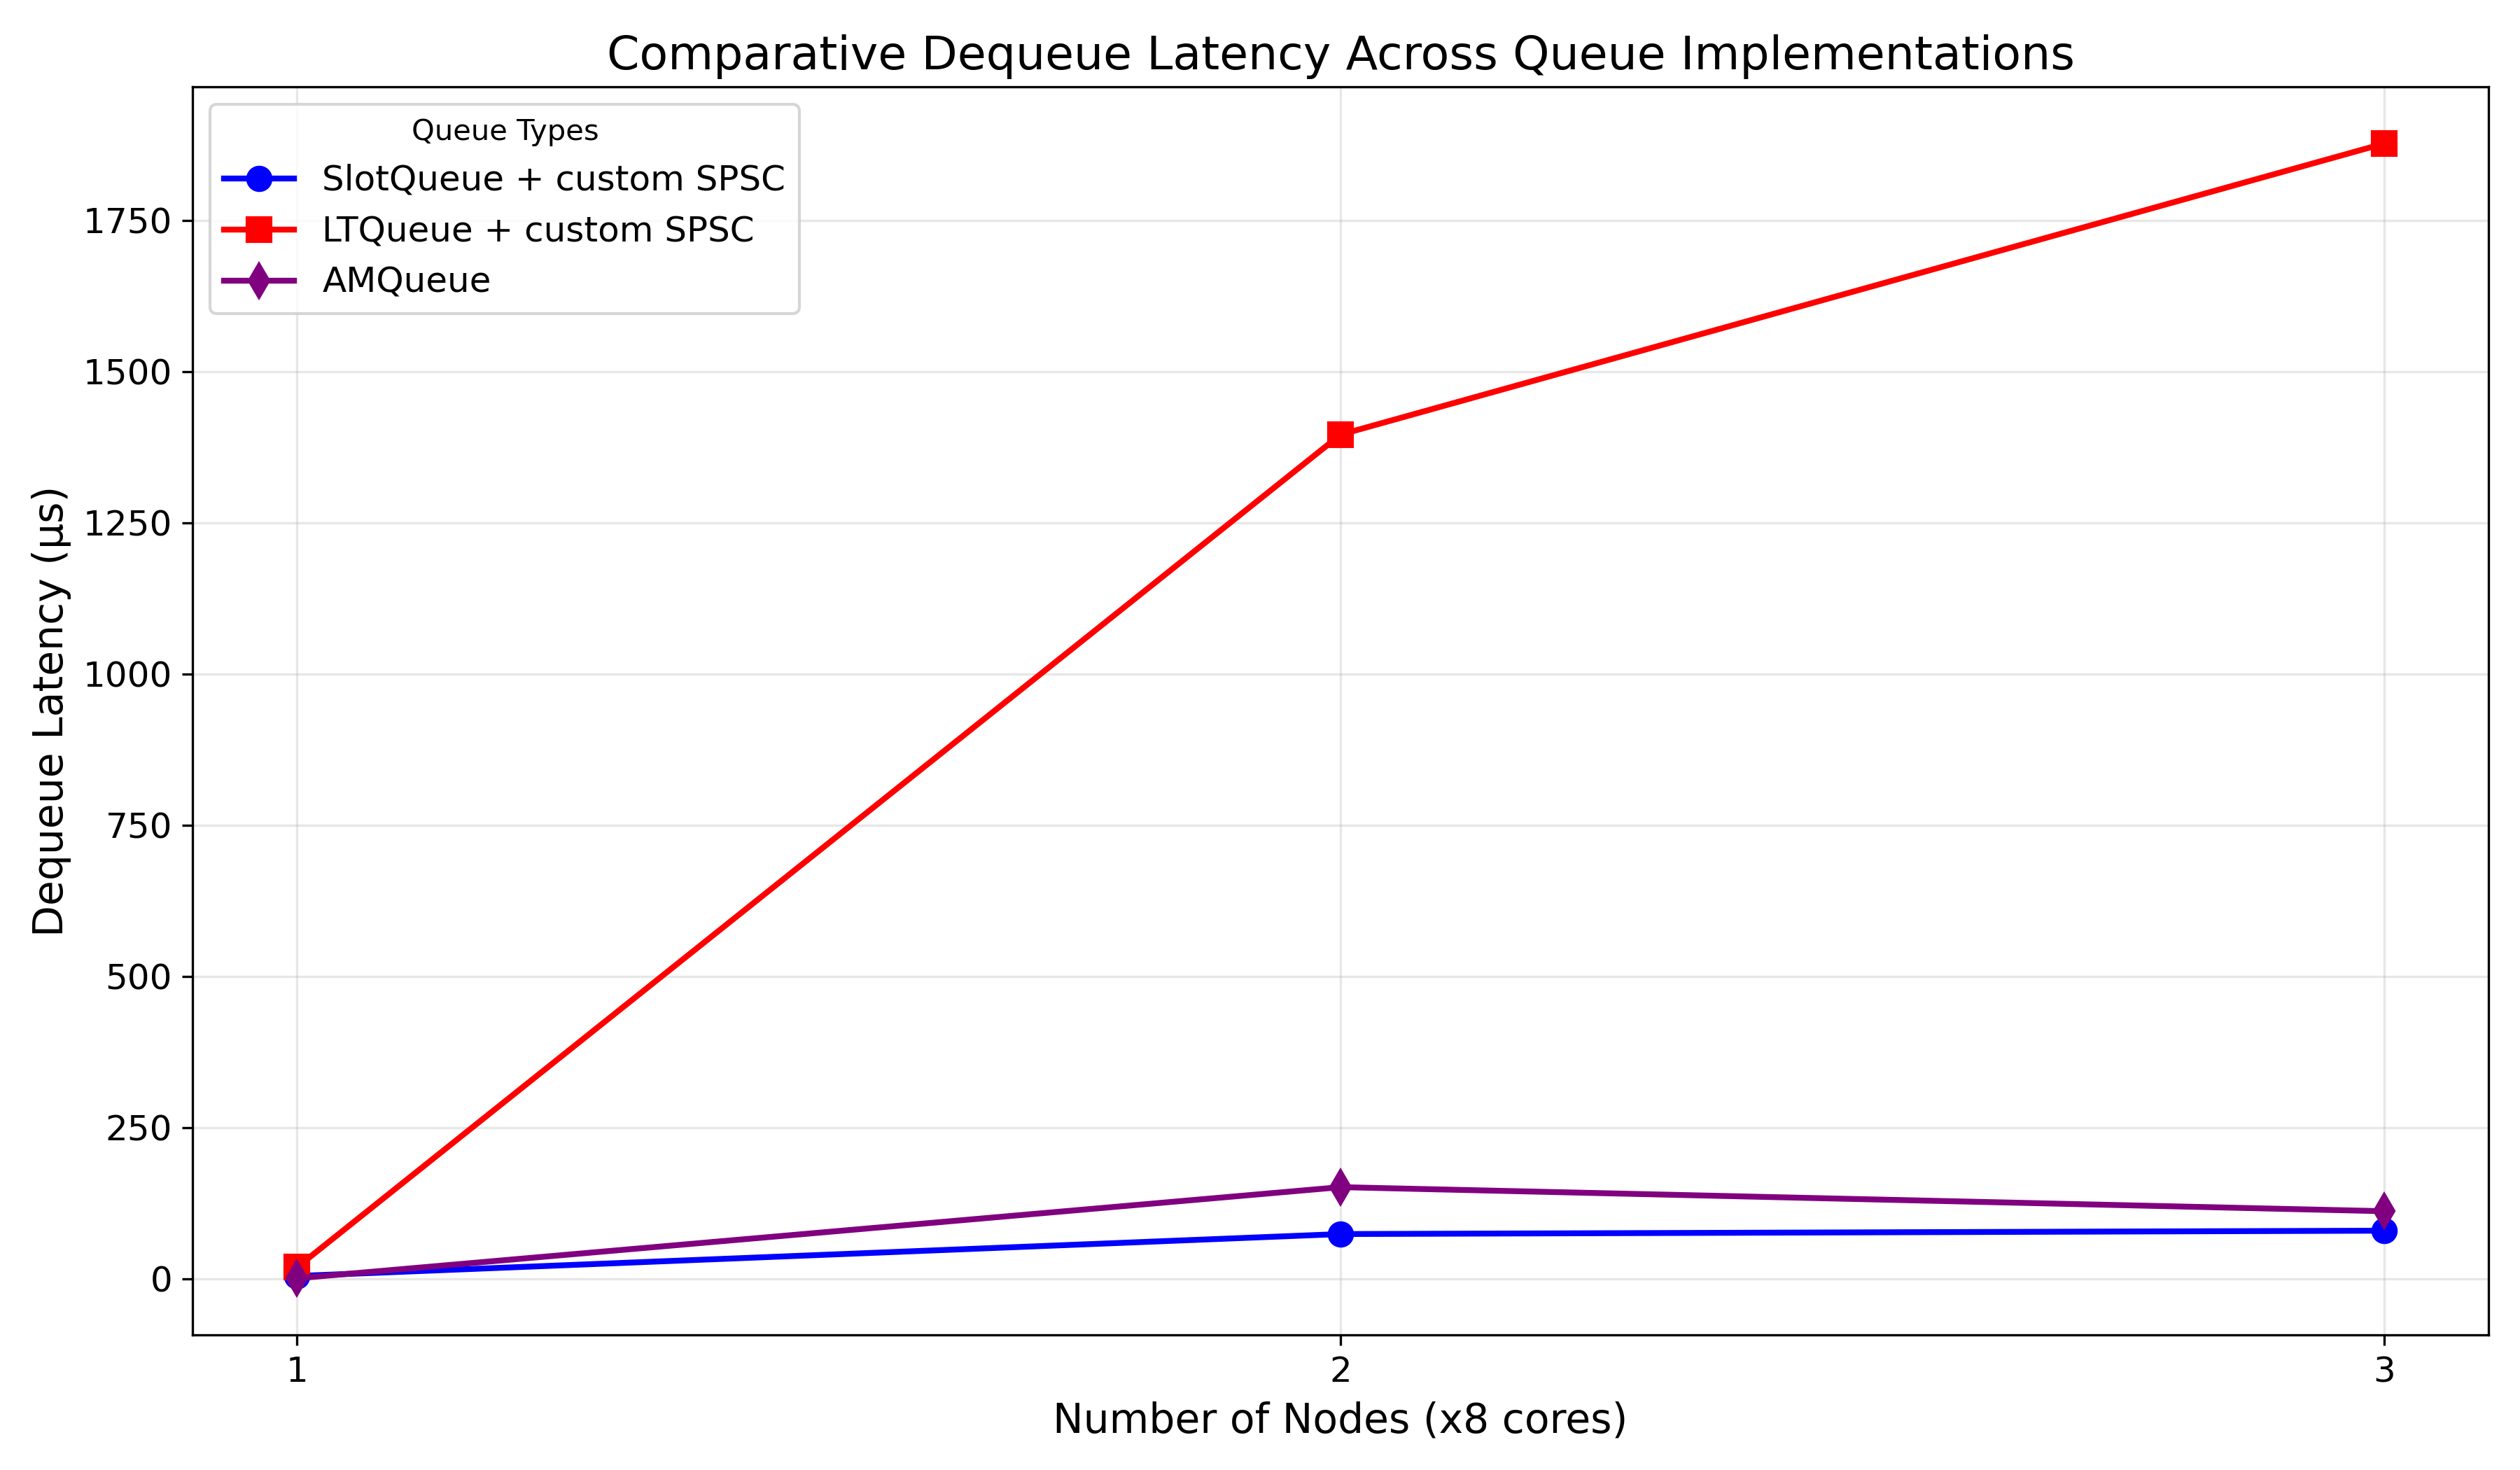 Comparative Dequeue Latency Across Queue Implementations
Queue Types
SlotQueue + custom SPSC
LTQueue + custom SPSC
AMQueue
Dequeue Latency (µs)
1750
1500
1250
1000
750
500
250
0
1
2
3
Number of Nodes (x8 cores)